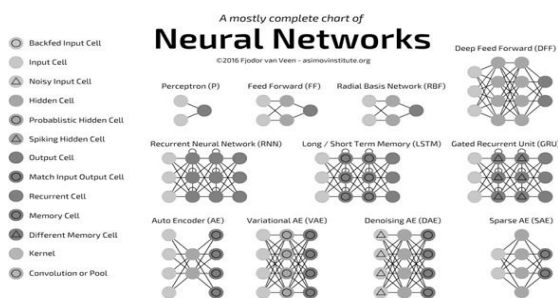 A mostly complete chart of
Neural Networks
©2016 Fjodor van Veen - asimovinstitute.org
Backfed Input Cell
Input Cell
Noisy Input Cell
Hidden Cell
Probablistic Hidden Cell
Spiking Hidden Cell
Output Cell
Match Input Output Cell
Recurrent Cell
Memory Cell
Different Memory Cell
Kernel
Convolution or Pool
Deep Feed Forward (DFF)
Perceptron (P)
Feed Forward (FF)
Radial Basis Network (RBF)
Recurrent Neural Network (RNN)
Long / Short Term Memory (LSTM)
Gated Recurrent Unit (GRU)
Auto Encoder (AE)
Variational AE (VAE)
Denoising AE (DAE)
Sparse AE (SAE)